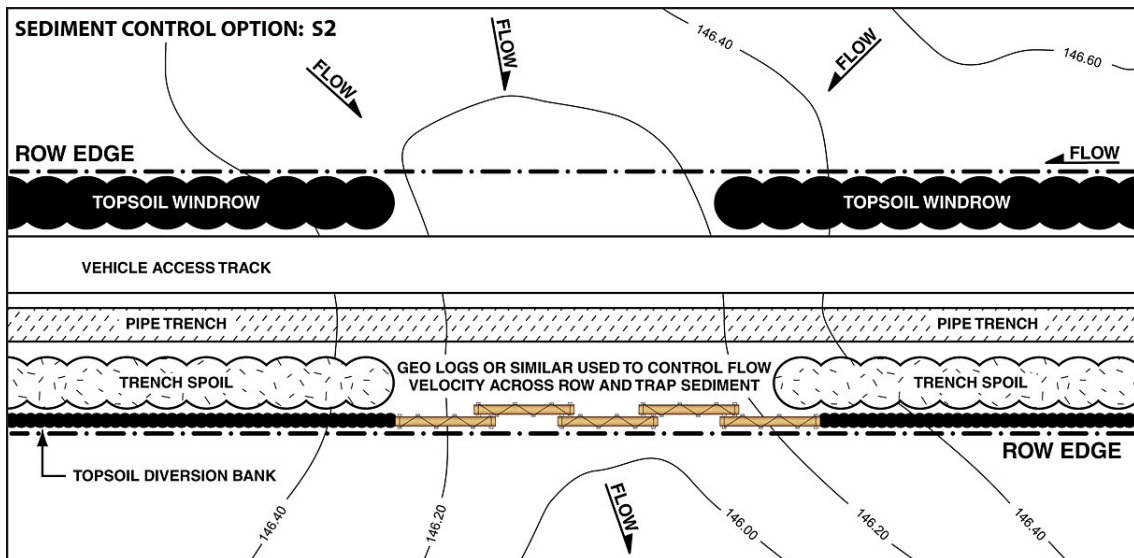 SEDIMENT CONTROL OPTION: S2
FLOW
FLOW
FLOW
146.40
146.60
ROW EDGE
FLOW
TOPSOIL WINDROW
TOPSOIL WINDROW
VEHICLE ACCESS TRACK
PIPE TRENCH
PIPE TRENCH
GEO LOGS OR SIMILAR USED TO CONTROL FLOW
VELOCITY ACROSS ROW AND TRAP SEDIMENT
TRENCH SPOIL
TRENCH SPOIL
ROW EDGE
TOPSOIL DIVERSION BANK
FLOW
146.40
146.20
146.00
146.20
146.40